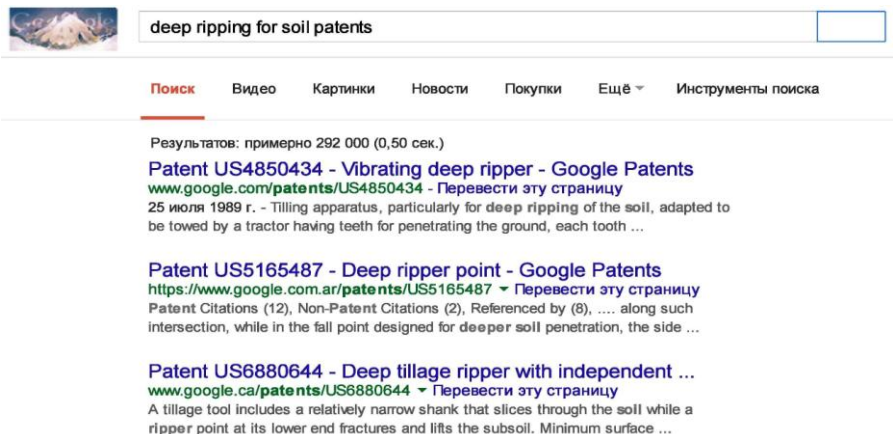 Google
deep ripping for soil patents
Поиск Видео Картинки Новости Покупки Ещё Инструменты поиска
Результатов: примерно 292 000 (0,50 сек.)
Patent US4850434 - Vibrating deep ripper - Google Patents
www.google.com/patents/US4850434 - Перевести эту страницу
25 июля 1989 г. - Tilling apparatus, particularly for deep ripping of the soil, adapted to
be towed by a tractor having teeth for penetrating the ground, each tooth ...
Patent US5165487 - Deep ripper point - Google Patents
https://www.google.com.ar/patents/US5165487 Перевести эту страницу
Patent Citations (12), Non-Patent Citations (2), Referenced by (8), .... along such
intersection, while in the fall point designed for deeper soil penetration, the side ...
Patent US6880644 - Deep tillage ripper with independent ...
www.google.ca/patents/US6880644 Перевести эту страницу
A tillage tool includes a relatively narrow shank that slices through the soil while a
ripper point at its lower end fractures and lifts the subsoil. Minimum surface ...